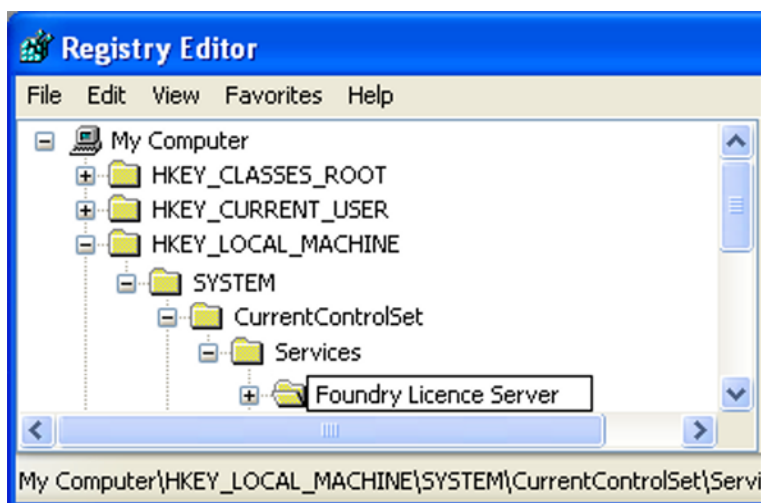 Registry Editor
File Edit View Favorites Help
My Computer
HKEY_CLASSES_ROOT
HKEY_CURRENT_USER
HKEY_LOCAL_MACHINE
SYSTEM
CurrentControlSet
Services
Foundry Licence Server
My Computer\HKEY_LOCAL_MACHINE\SYSTEM\CurrentControlSet\Servi